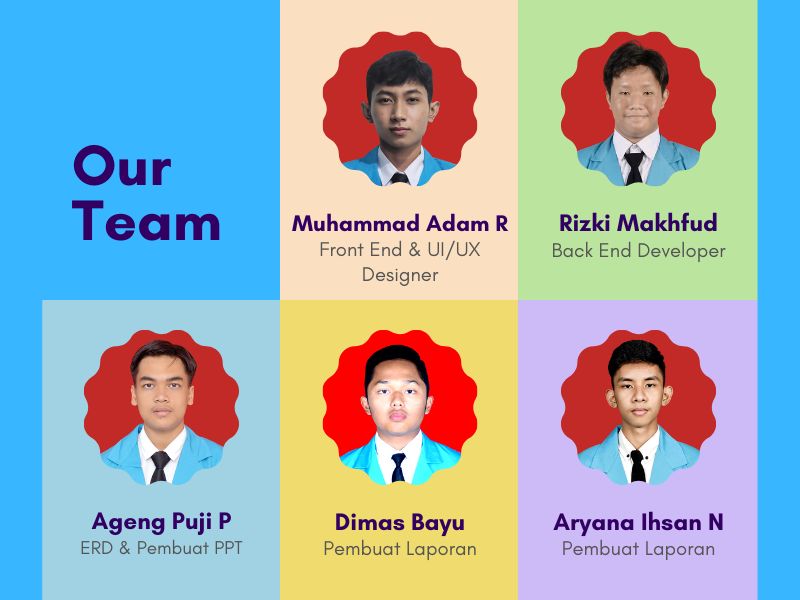 Our
Team
Muhammad Adam R
Front End & UI/UX
Designer
Rizki Makhfud
Back End Developer
Ageng Puji P
ERD & Pembuat PPT
Dimas Bayu
Pembuat Laporan
Aryana Ihsan N
Pembuat Laporan